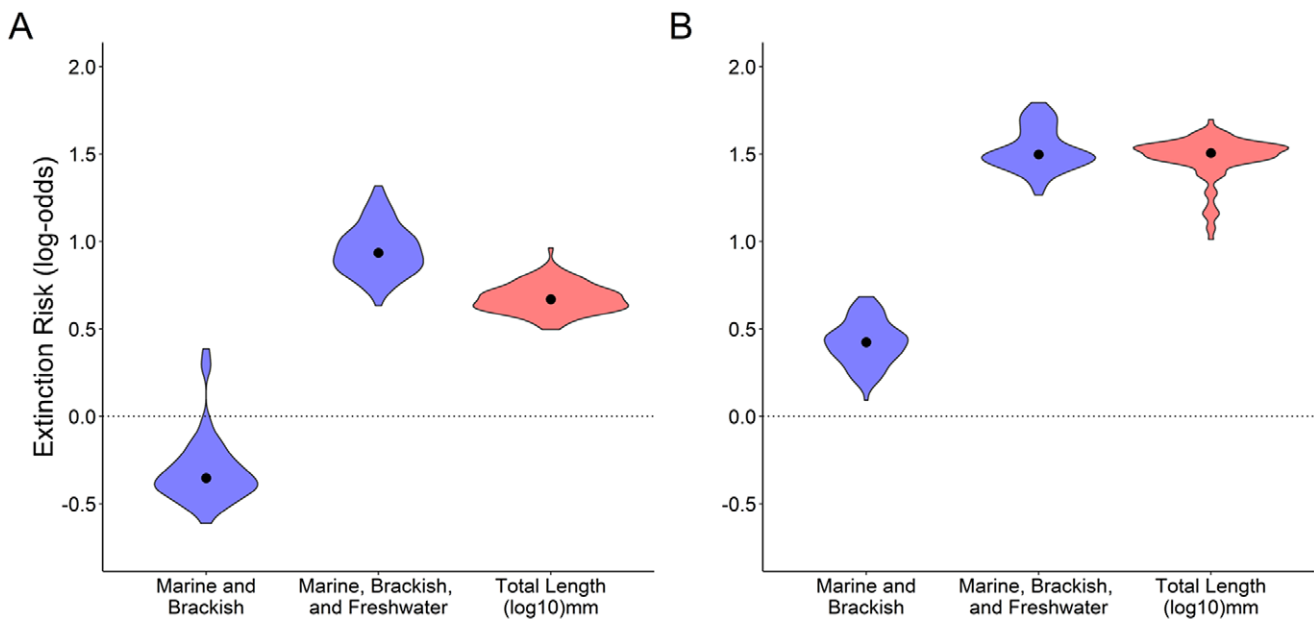 A
B
Extinction Risk (log-odds)
2.0
1.5
1.0
0.5
0.0
-0.5
Marine and
Brackish
Marine, Brackish,
and Freshwater
Total Length
(log10)mm
2.0
1.5
1.0
0.5
0.0
-0.5
Marine and
Brackish
Marine, Brackish,
and Freshwater
Total Length
(log10)mm